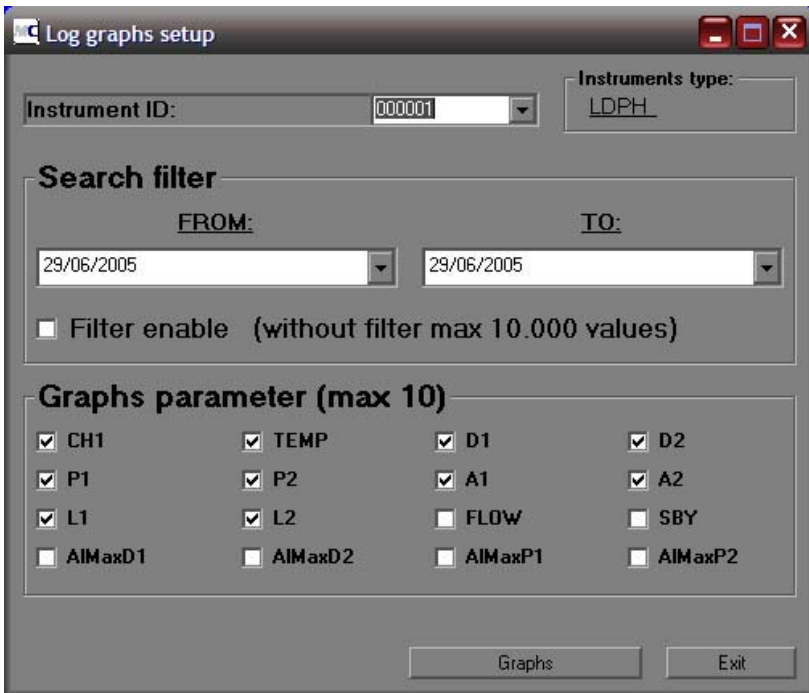 MC Log graphs setup
Instrument ID: 000001
Instruments type:
LDPH
Search filter
FROM: TO:
29/06/2005 29/06/2005
Filter enable (without filter max 10.000 values)
Graphs parameter (max 10)
CH1 TEMP D1 D2
P1 P2 A1 A2
L1 L2 FLOW SBY
AlMaxD1 AlMaxD2 AlMaxP1 AlMaxP2
Graphs Exit